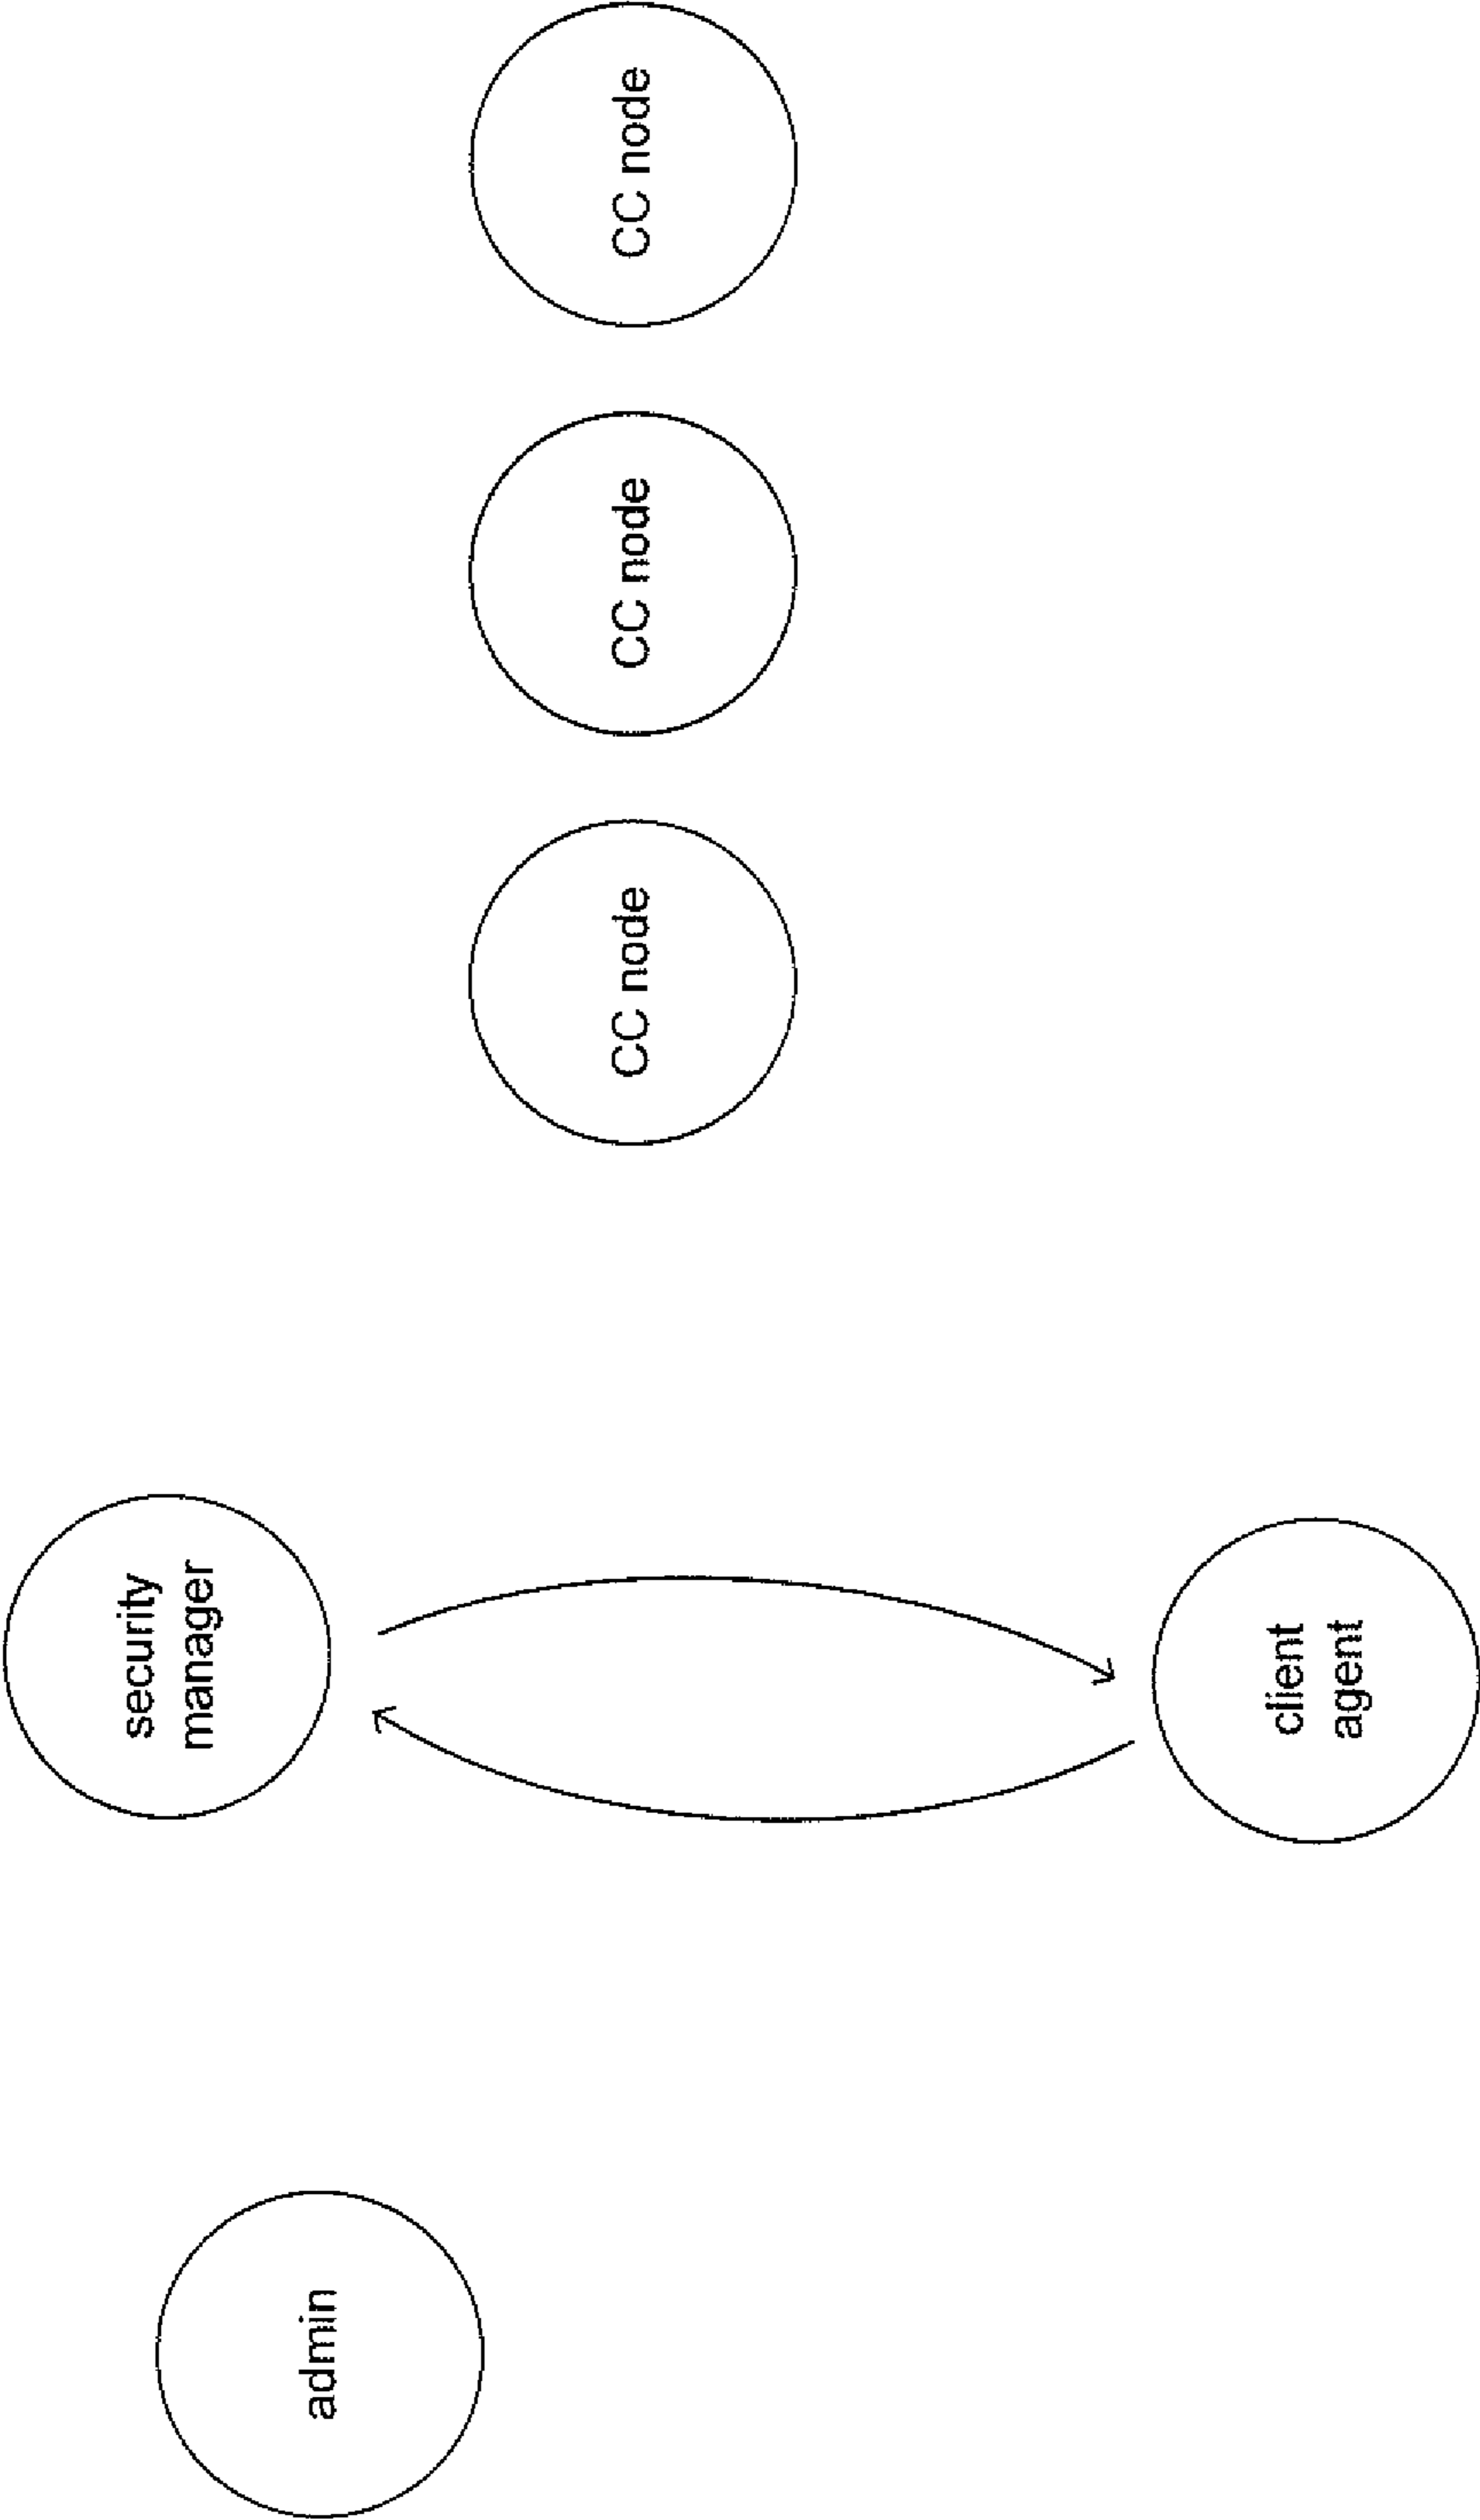 security
manager
admin
CC node
CC node
CC node
client
agent